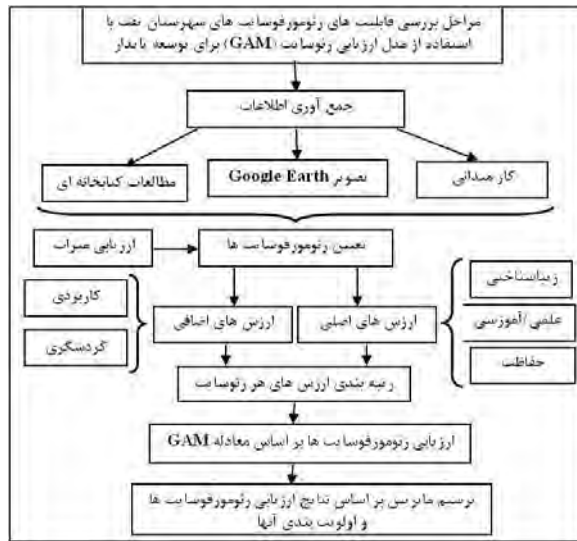 مراحل بررسی قابلیت های ژئومورفوسایت های شهرستان تفت با
استفاده از مدل ارزیابی ژئوسایت (GAM) برای توسعه پایدار
جمع آوری اطلاعات
کار میدانی
تصویر Google Earth
مطالعات کتابخانه ای
تعیین ژئومورفوسایت ها
ارزیابی میراث
زیباشناختی
علمی/آموزشی
حفاظت
ارزش های اصلی
ارزش های اضافی
کاربردی
گردشگری
رتبه بندی ارزش های هر ژئوسایت
ارزیابی ژئومورفوسایت ها بر اساس معادله GAM
ترسیم ماتریس بر اساس نتایج ارزیابی ژئومورفوسایت ها
و اولویت بندی آنها